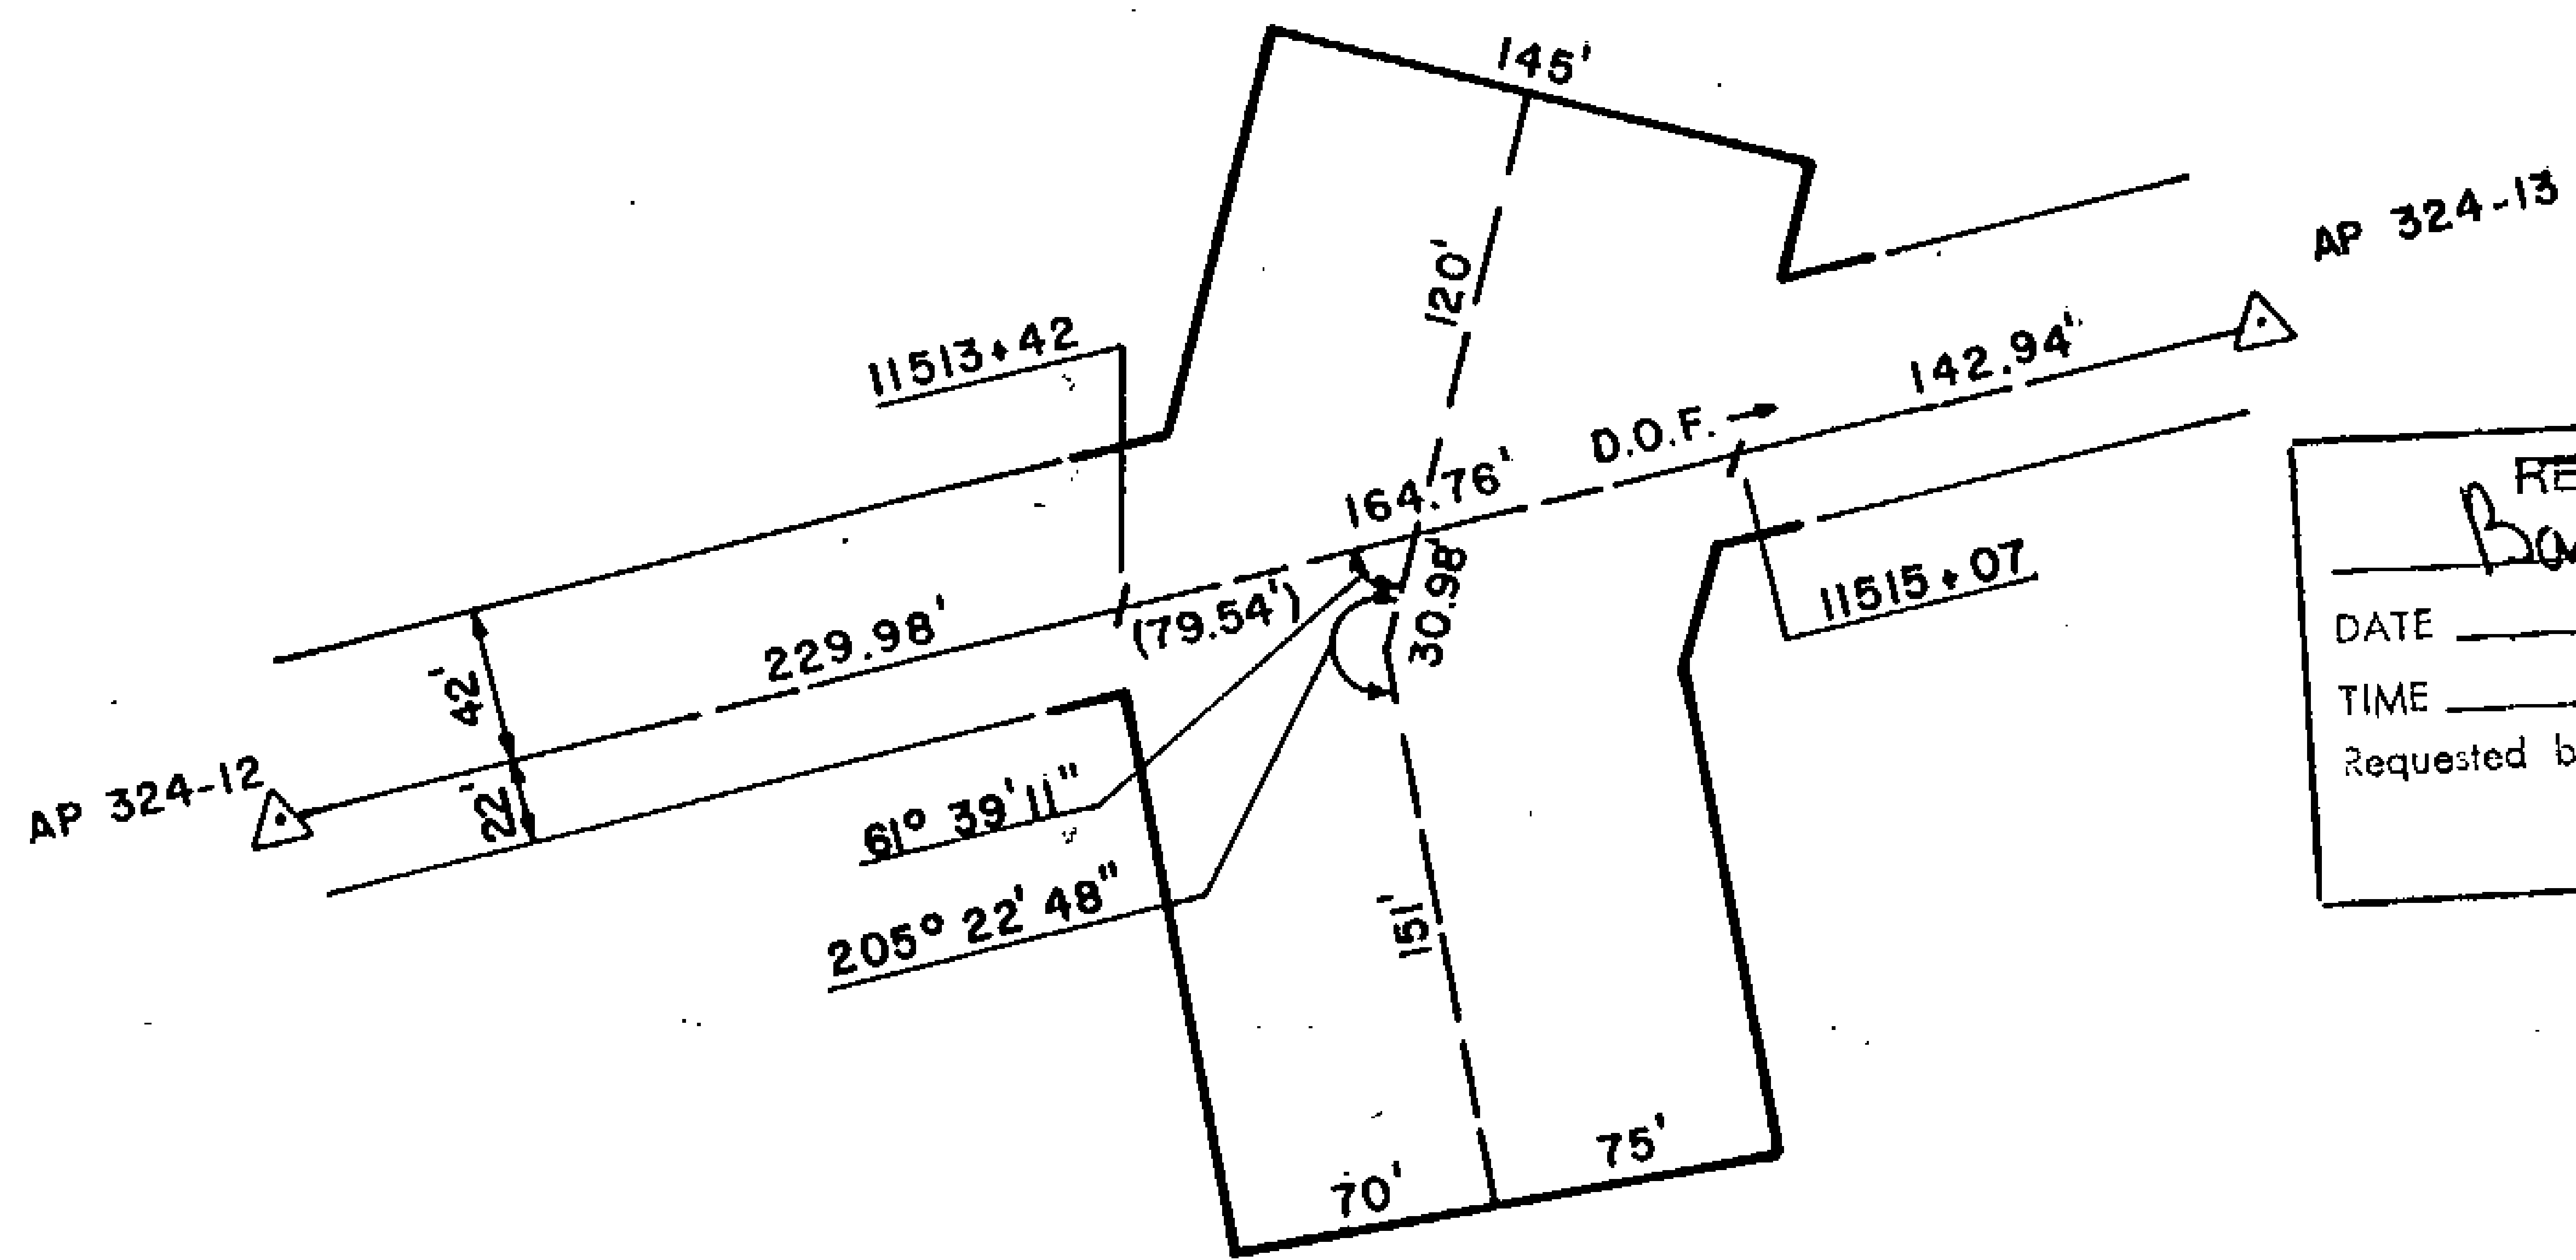 145'
AP 324-13
120'
11513+42
142.94'
D.O.F.
164.76'
30.98'
11515+07
(79.54')
229.98'
42'
22'
AP 324-12
61° 39' 11"
205° 22' 48"
151'
75'
70'
DATE
TIME
Requested b